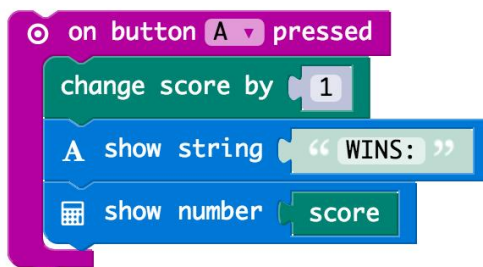 on button A pressed
change score by 1
A show string “ WINS: ”
show number score